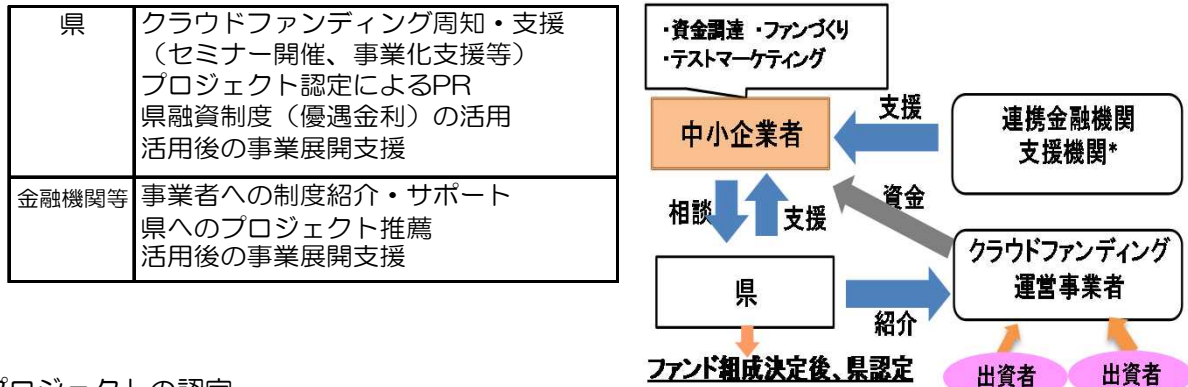 県
クラウドファンディング周知・支援
（セミナー開催、事業化支援等）
プロジェクト認定によるPR
県融資制度（優遇金利）の活用
活用後の事業展開支援
金融機関等
事業者への制度紹介・サポート
県へのプロジェクト推薦
活用後の事業展開支援
・資金調達 ・ファンづくり
・テストマーケティング
中小企業者
支援
連携金融機関
支援機関*
相談
支援
資金
クラウドファンディング
運営事業者
県
紹介
ファンド組成決定後、県認定
出資者
出資者
プロジェクトの認定